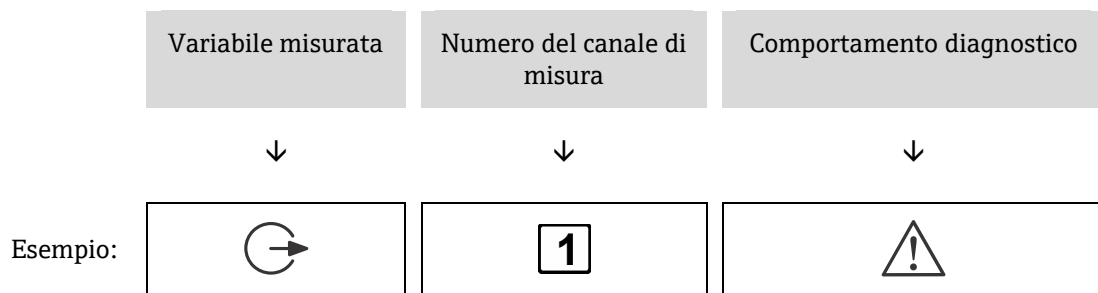 Variabile misurata
Numero del canale di
misura
Comportamento diagnostico
Esempio:
1